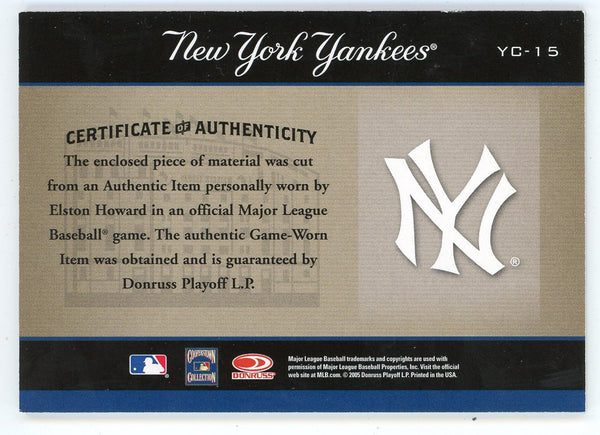 New York Yankees®
YC-15
CERTIFICATE OF AUTHENTICITY
The enclosed piece of material was cut
from an Authentic Item personally worn by
Elston Howard in an official Major League
Baseball® game. The authentic Game-Worn
Item was obtained and is guaranteed by
Donruss Playoff L.P.
NY®
COOPERSTOWN
COLLECTION
DONRUSS
Major League Baseball trademarks and copyrights are used with
permission of Major League Baseball Properties, Inc. Visit the official
web site at MLB.com. © 2005 Donruss Playoff L.P. Printed in the USA.